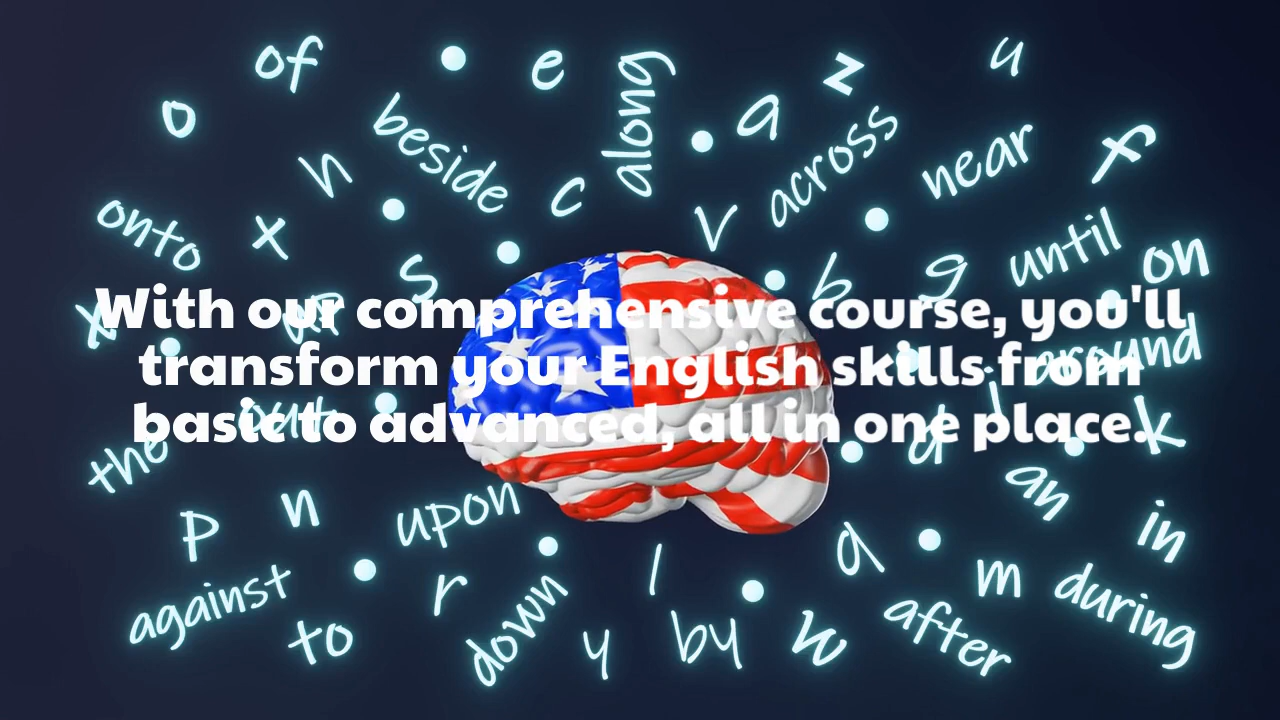 of
e
along
z
u
o
a
beside
across
near
f
h
c
onto
x
v
s
b
g
until
on
With our comprehensive course, you'll
transform your English skills from
basic to advanced, all in one place.
around
j
out
k
the
d
an
n
upon
p
in
q
l
m
against
r
during
down
after
to
y
by
w